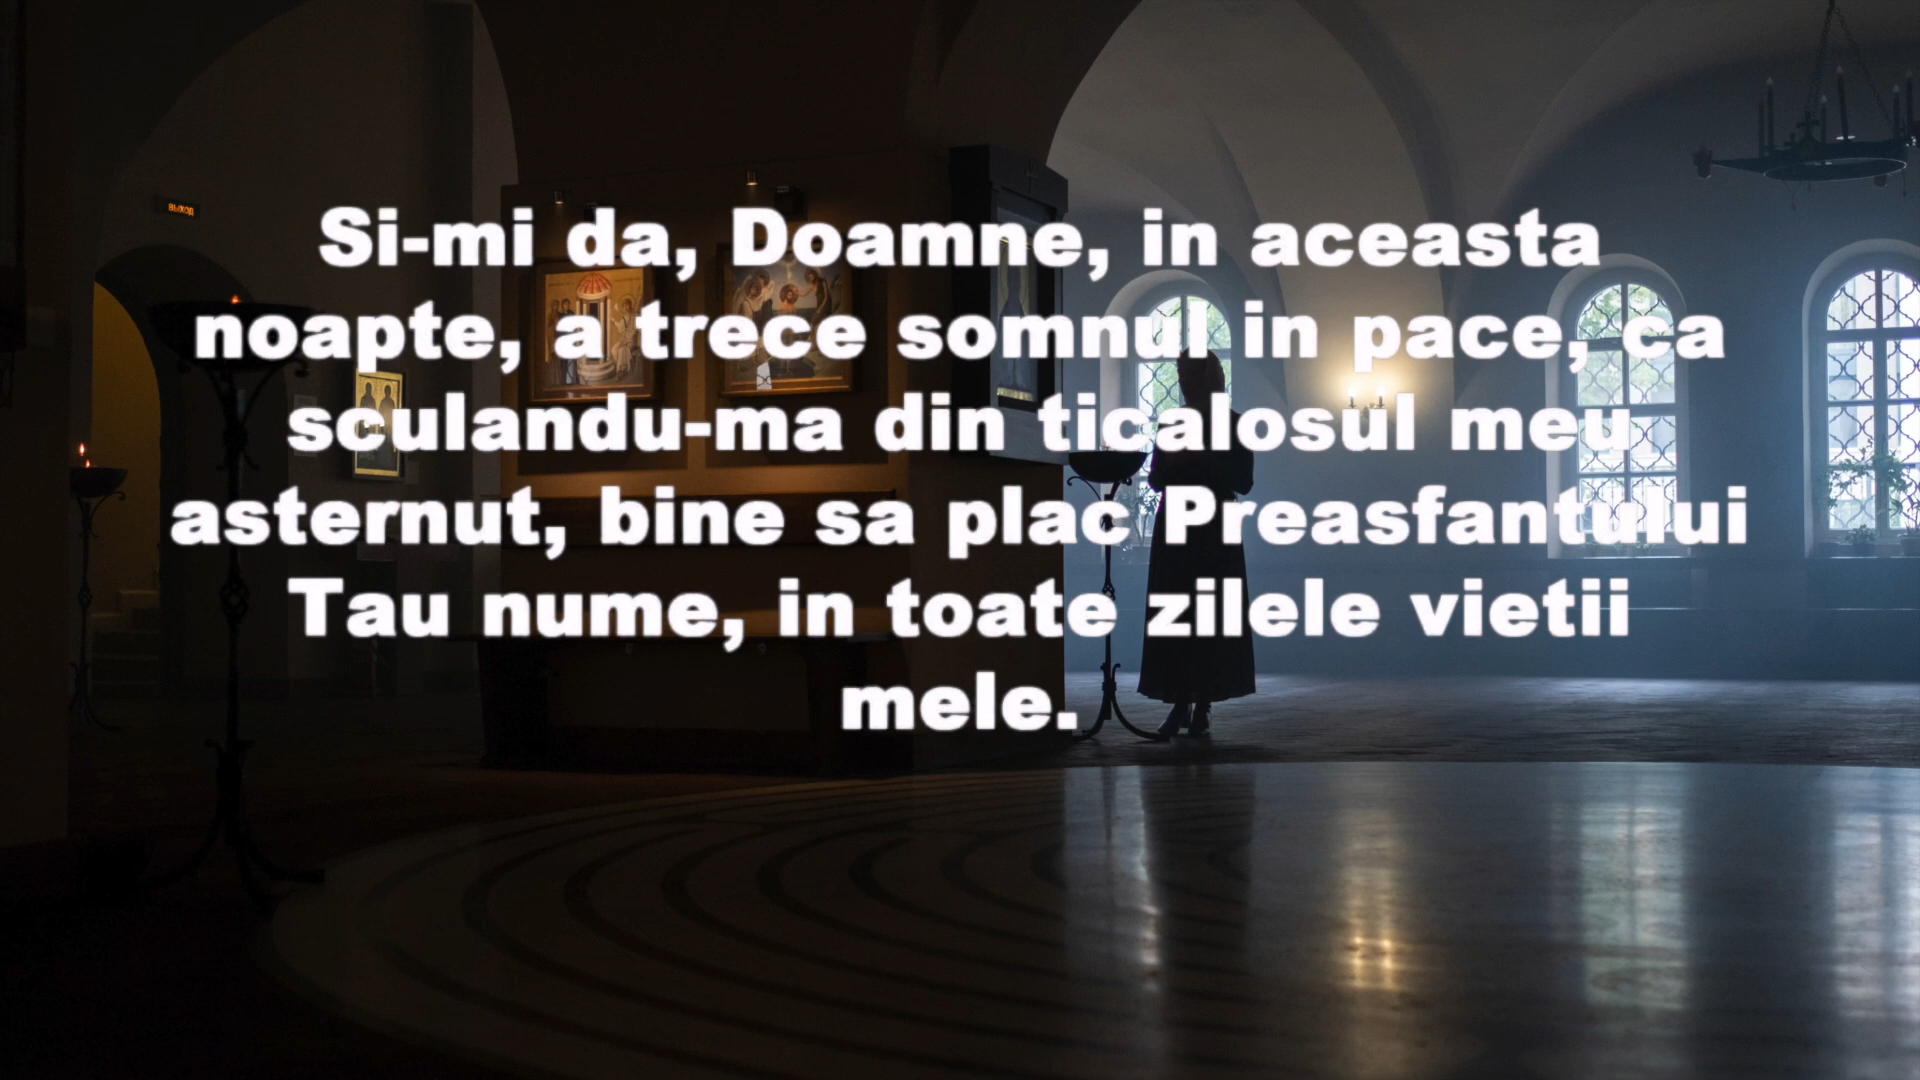 ВЫХОД
Si-mi da, Doamne, in aceasta
noapte, a trece somnul in pace, ca
sculandu-ma din ticalosul meu
asternut, bine sa plac Preasfantului
Tau nume, in toate zilele vietii
mele.